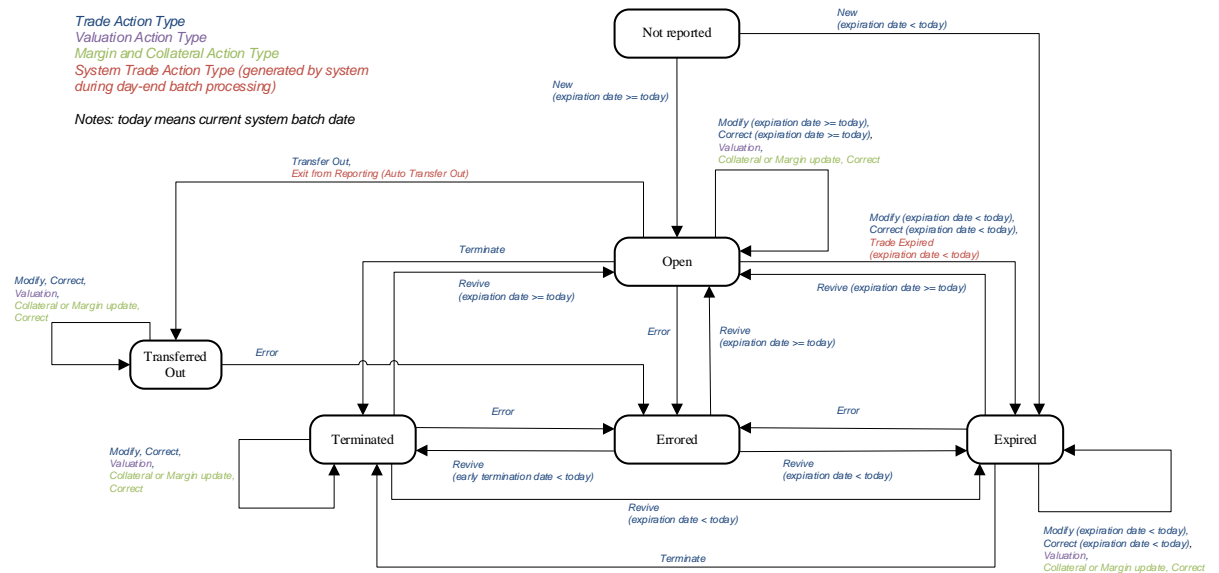 Trade Action Type
Valuation Action Type
Margin and Collateral Action Type
System Trade Action Type (generated by system
during day-end batch processing)
Notes: today means current system batch date
Not reported
New
(expiration date < today)
New
(expiration date >= today)
Modify (expiration date >= today),
Correct (expiration date >= today),
Valuation,
Collateral or Margin update, Correct
Transfer Out,
Exit from Reporting (Auto Transfer Out)
Modify (expiration date < today),
Correct (expiration date < today),
Trade Expired
(expiration date < today)
Terminate
Open
Revive
(expiration date >= today)
Revive (expiration date >= today)
Modify, Correct,
Valuation,
Collateral or Margin update,
Correct
Error
Revive
(expiration date >= today)
Transferred
Out
Error
Terminated
Error
Errored
Error
Expired
Modify, Correct,
Valuation,
Collateral or Margin update,
Correct
Revive
(early termination date < today)
Revive
(expiration date < today)
Revive
(expiration date < today)
Modify (expiration date < today),
Correct (expiration date < today),
Valuation,
Collateral or Margin update, Correct
Terminate